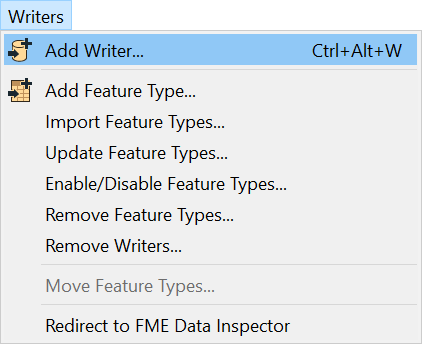 Writers
Add Writer... Ctrl+Alt+W
Add Feature Type...
Import Feature Types...
Update Feature Types...
Enable/Disable Feature Types...
Remove Feature Types...
Remove Writers...
Move Feature Types...
Redirect to FME Data Inspector